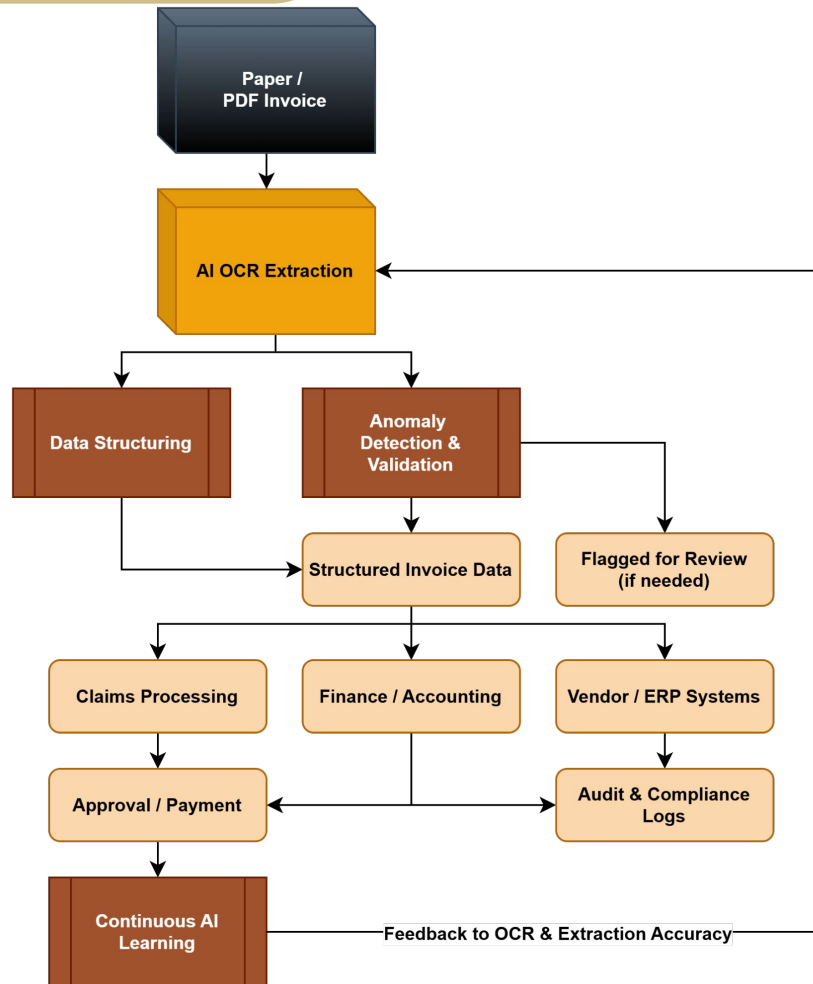 Paper /
PDF Invoice
AI OCR Extraction
Data Structuring
Anomaly
Detection &
Validation
Structured Invoice Data
Flagged for Review
(if needed)
Claims Processing
Finance / Accounting
Vendor / ERP Systems
Approval / Payment
Audit & Compliance
Logs
Continuous AI
Learning
Feedback to OCR & Extraction Accuracy